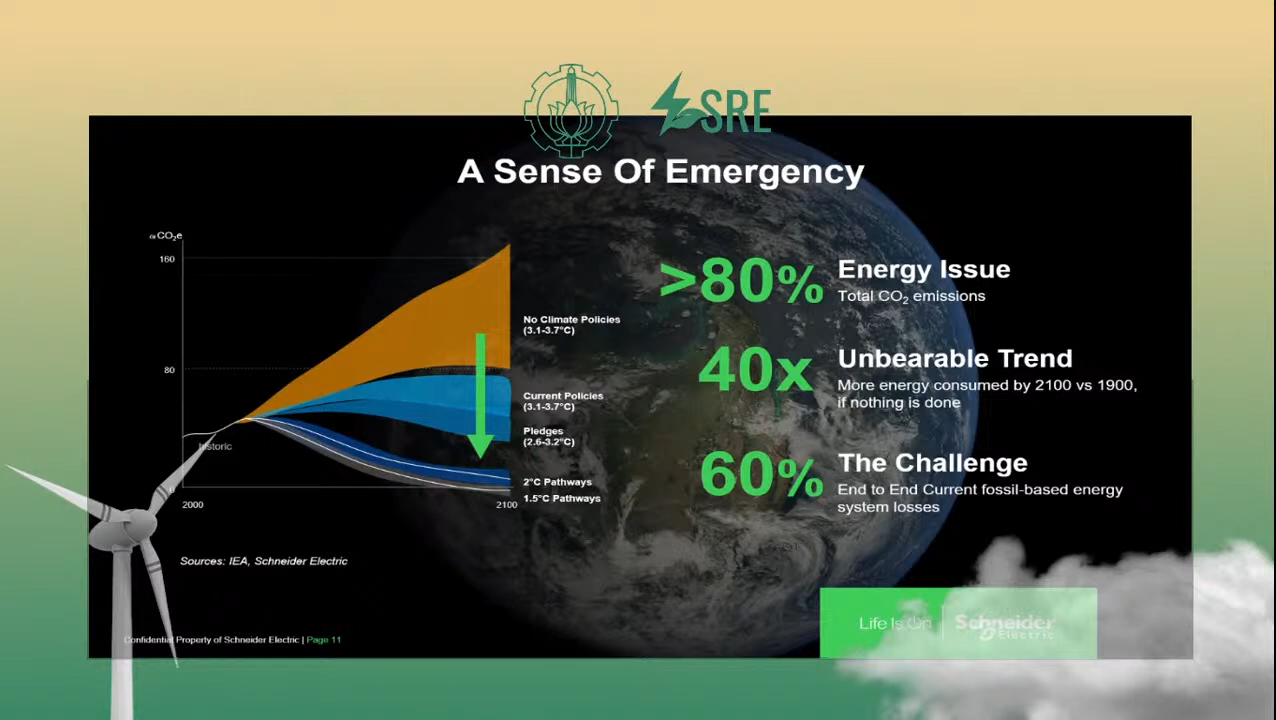 SRE
A Sense Of Emergency
CO2e
160
80
0
historic
2000
2100
No Climate Policies
(3.1-3.7°C)
Current Policies
(3.1-3.7°C)
Pledges
(2.6-3.2°C)
2°C Pathways
1.5°C Pathways
>80%
Energy Issue
Total CO2 emissions
40x
Unbearable Trend
More energy consumed by 2100 vs 1900,
if nothing is done
60%
The Challenge
End to End Current fossil-based energy
system losses
Sources: IEA, Schneider Electric
Confidential Property of Schneider Electric | Page 11
Life Is On
Schneider
Electric